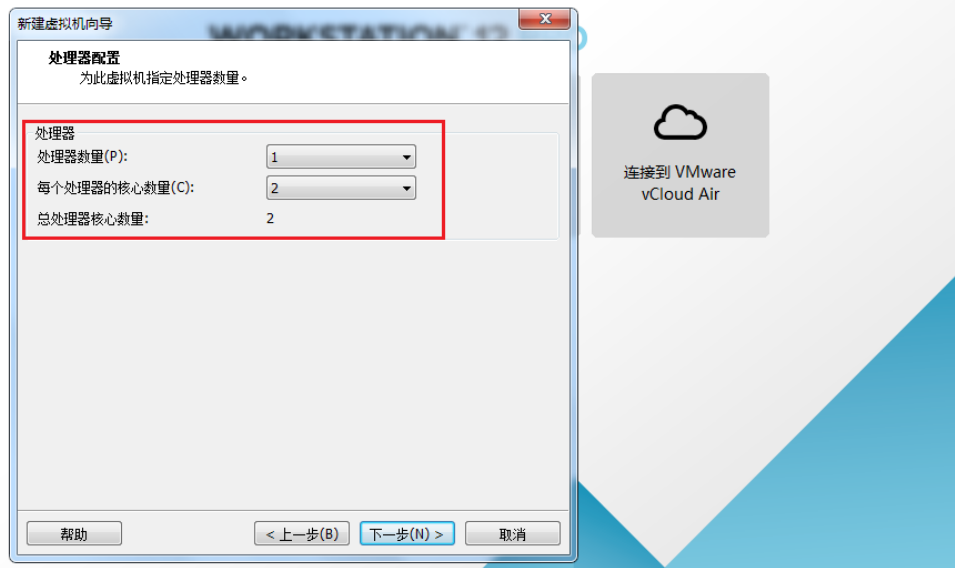 新建虚拟机向导
WORKSTATION 12
处理器配置
为此虚拟机指定处理器数量。
处理器
处理器数量(P):
1
每个处理器的核心数量(C):
2
总处理器核心数量:
2
帮助
< 上一步(B)
下一步(N) >
取消
连接到 VMware
vCloud Air